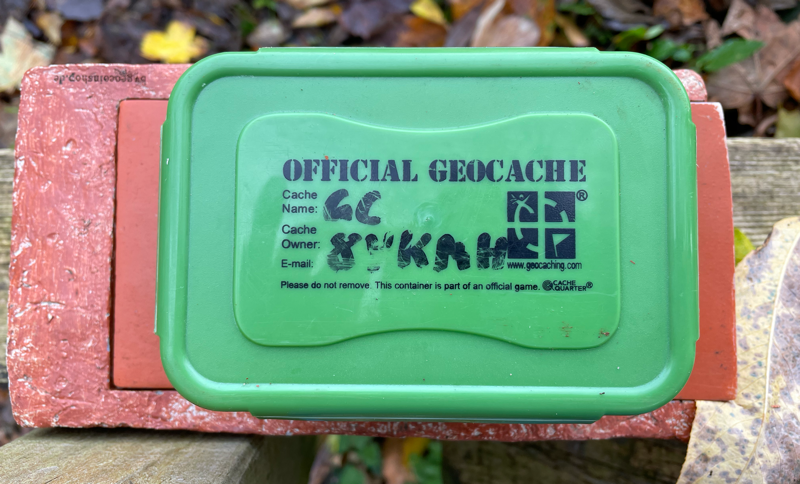 OFFICIAL GEOCACHE
Cache
Name: GC
Cache
Owner:
E-mail:
®
www.geocaching.com
Please do not remove. This container is part of an official game. CACHE QUARTER®